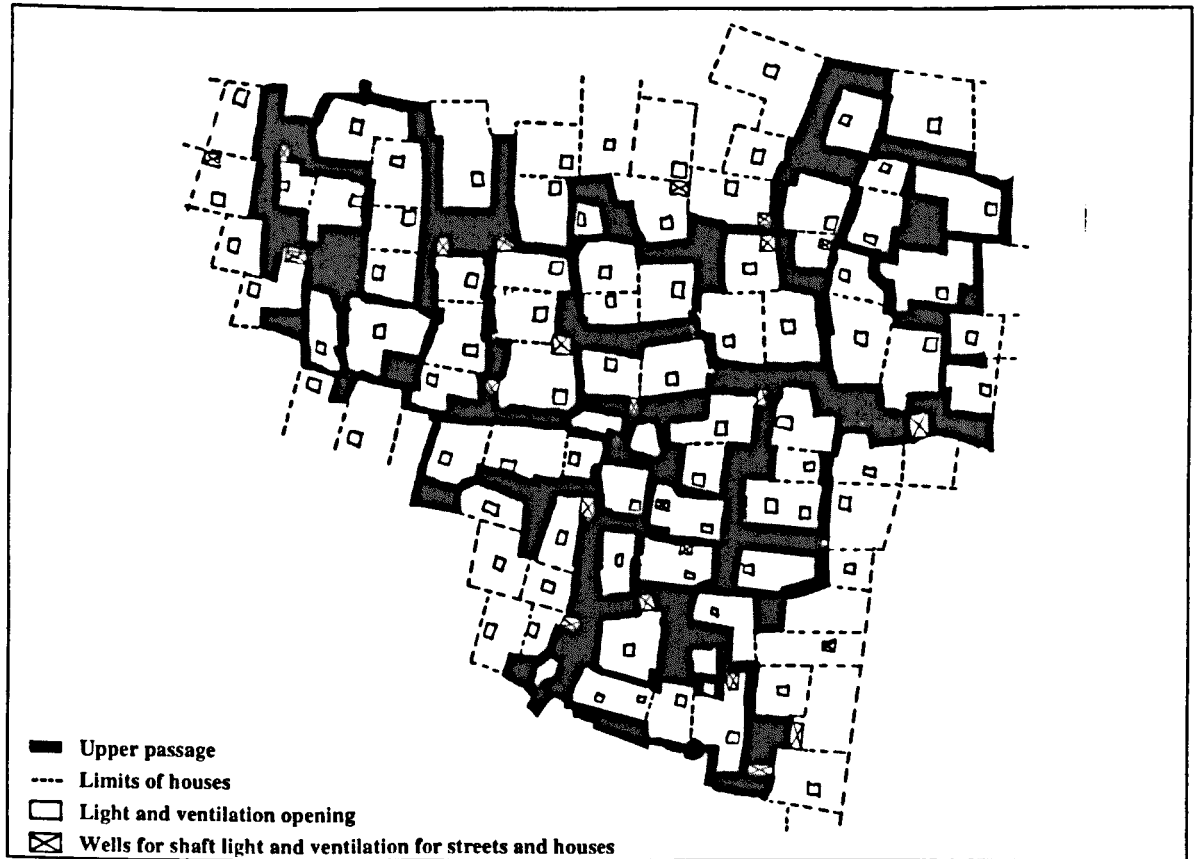 Upper passage
Limits of houses
Light and ventilation opening
Wells for shaft light and ventilation for streets and houses